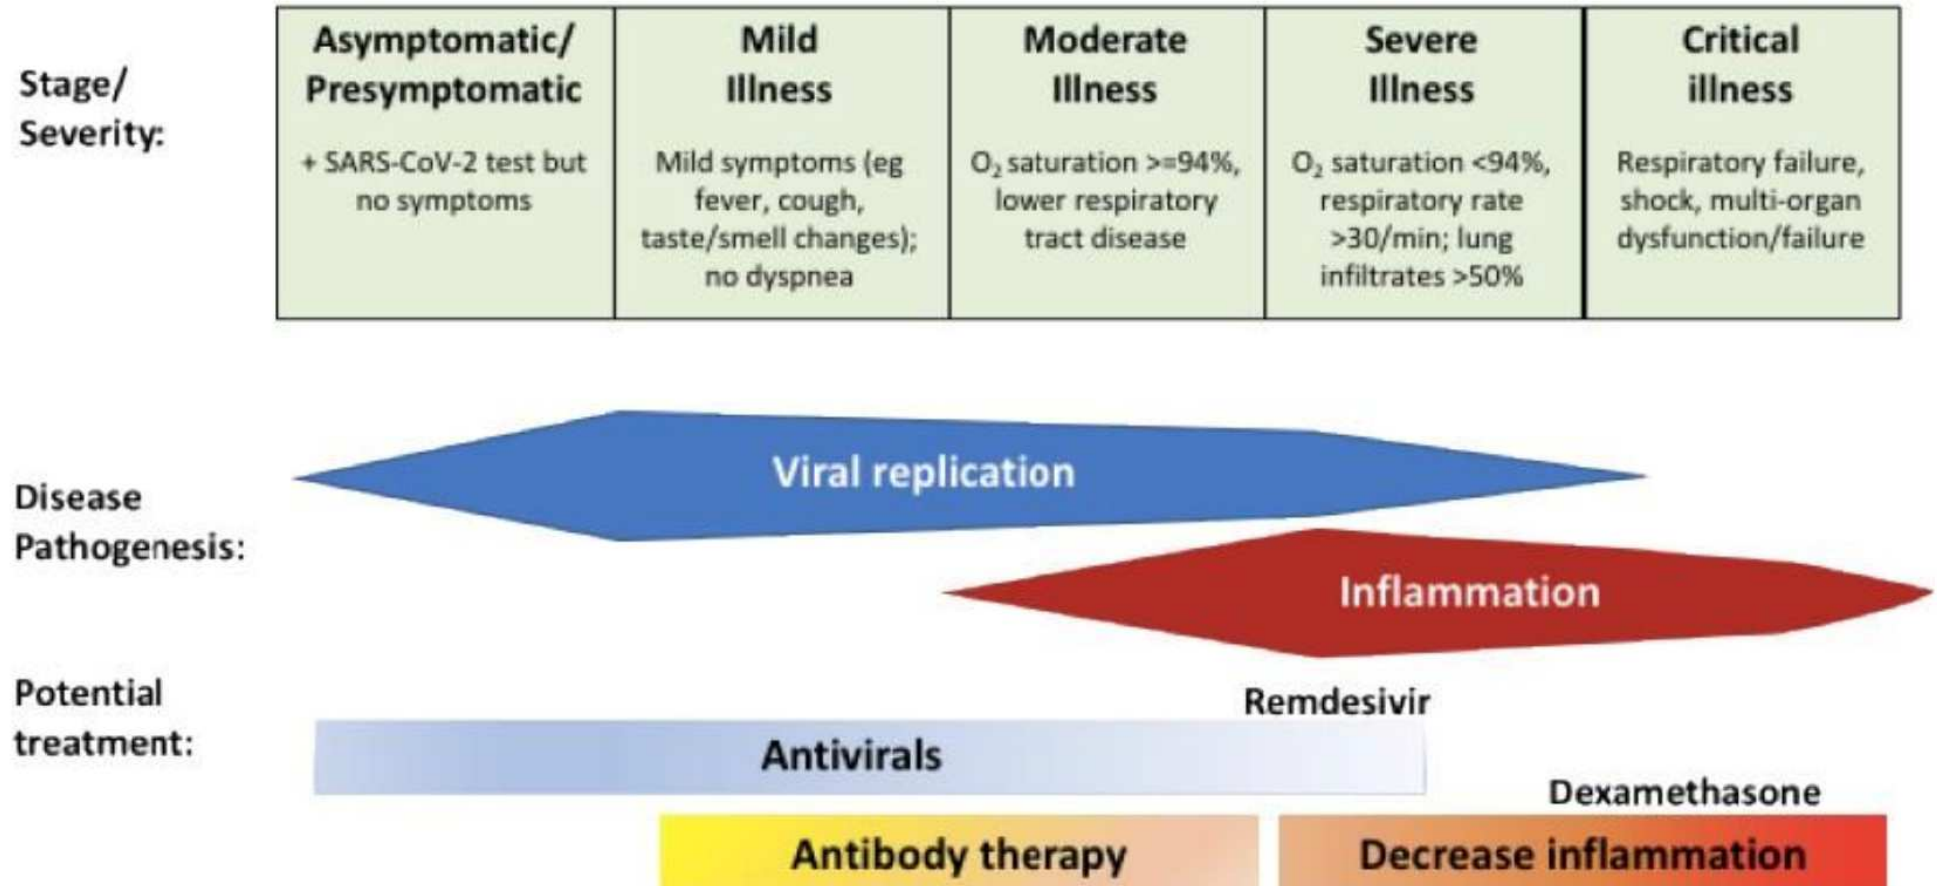 Stage/
Severity:
Asymptomatic/
Presymptomatic
+ SARS-CoV-2 test but
no symptoms
Mild
Illness
Mild symptoms (eg
fever, cough,
taste/smell changes);
no dyspnea
Moderate
Illness
O₂ saturation >=94%,
lower respiratory
tract disease
Severe
Illness
O₂ saturation <94%,
respiratory rate
>30/min; lung
infiltrates >50%
Critical
illness
Respiratory failure,
shock, multi-organ
dysfunction/failure
Disease
Pathogenesis:
Viral replication
Inflammation
Potential
treatment:
Remdesivir
Antivirals
Dexamethasone
Antibody therapy
Decrease inflammation